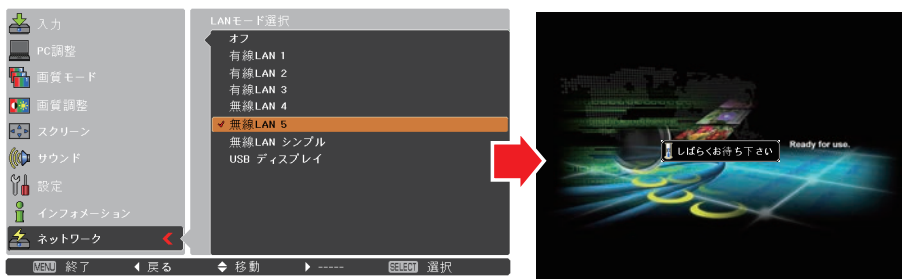 入力
PC調整
画質モード
画質調整
スクリーン
サウンド
設定
インフォメーション
ネットワーク
LANモード選択
オフ
有線LAN 1
有線LAN 2
有線LAN 3
無線LAN 4
無線LAN 5
無線LAN シンプル
USB ディスプレイ
MENU 終了 戻る 移動 ----- SELECT 選択
しばらくお待ち下さい
Ready for use.